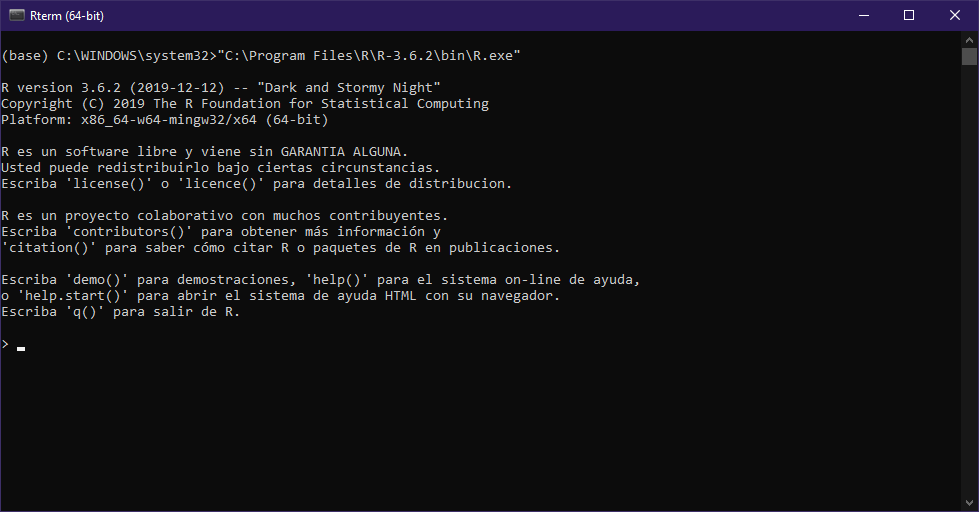 Rterm (64-bit)
(base) C:\WINDOWS\system32>"C:\Program Files\R\R-3.6.2\bin\R.exe"
R version 3.6.2 (2019-12-12) -- "Dark and Stormy Night"
Copyright (C) 2019 The R Foundation for Statistical Computing
Platform: x86_64-w64-mingw32/x64 (64-bit)
R es un software libre y viene sin GARANTIA ALGUNA.
Usted puede redistribuirlo bajo ciertas circunstancias.
Escriba 'license()' o 'licence()' para detalles de distribucion.
R es un proyecto colaborativo con muchos contribuyentes.
Escriba 'contributors()' para obtener más información y
'citation()' para saber cómo citar R o paquetes de R en publicaciones.
Escriba 'demo()' para demostraciones, 'help()' para el sistema on-line de ayuda,
o 'help.start()' para abrir el sistema de ayuda HTML con su navegador.
Escriba 'q()' para salir de R.
>